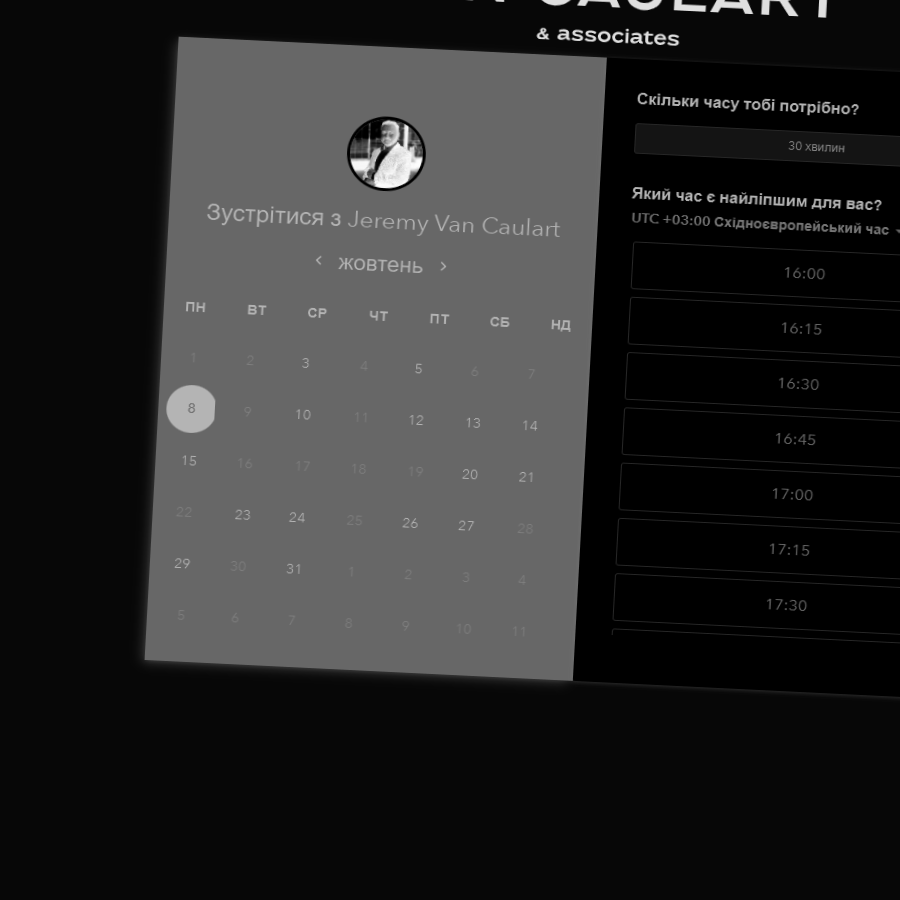 CAULART
& associates
Зустрітися з Jeremy Van Caulart
жовтень
ПН ВТ СР ЧТ ПТ СБ НД
1 2 3 4 5 6 7
8 9 10 11 12 13 14
15 16 17 18 19 20 21
22 23 24 25 26 27 28
29 30 31 1 2 3 4
5 6 7 8 9 10 11
Скільки часу тобі потрібно?
30 хвилин
Який час є найліпшим для вас?
UTC +03:00 Східноєвропейський час
16:00
16:15
16:30
16:45
17:00
17:15
17:30